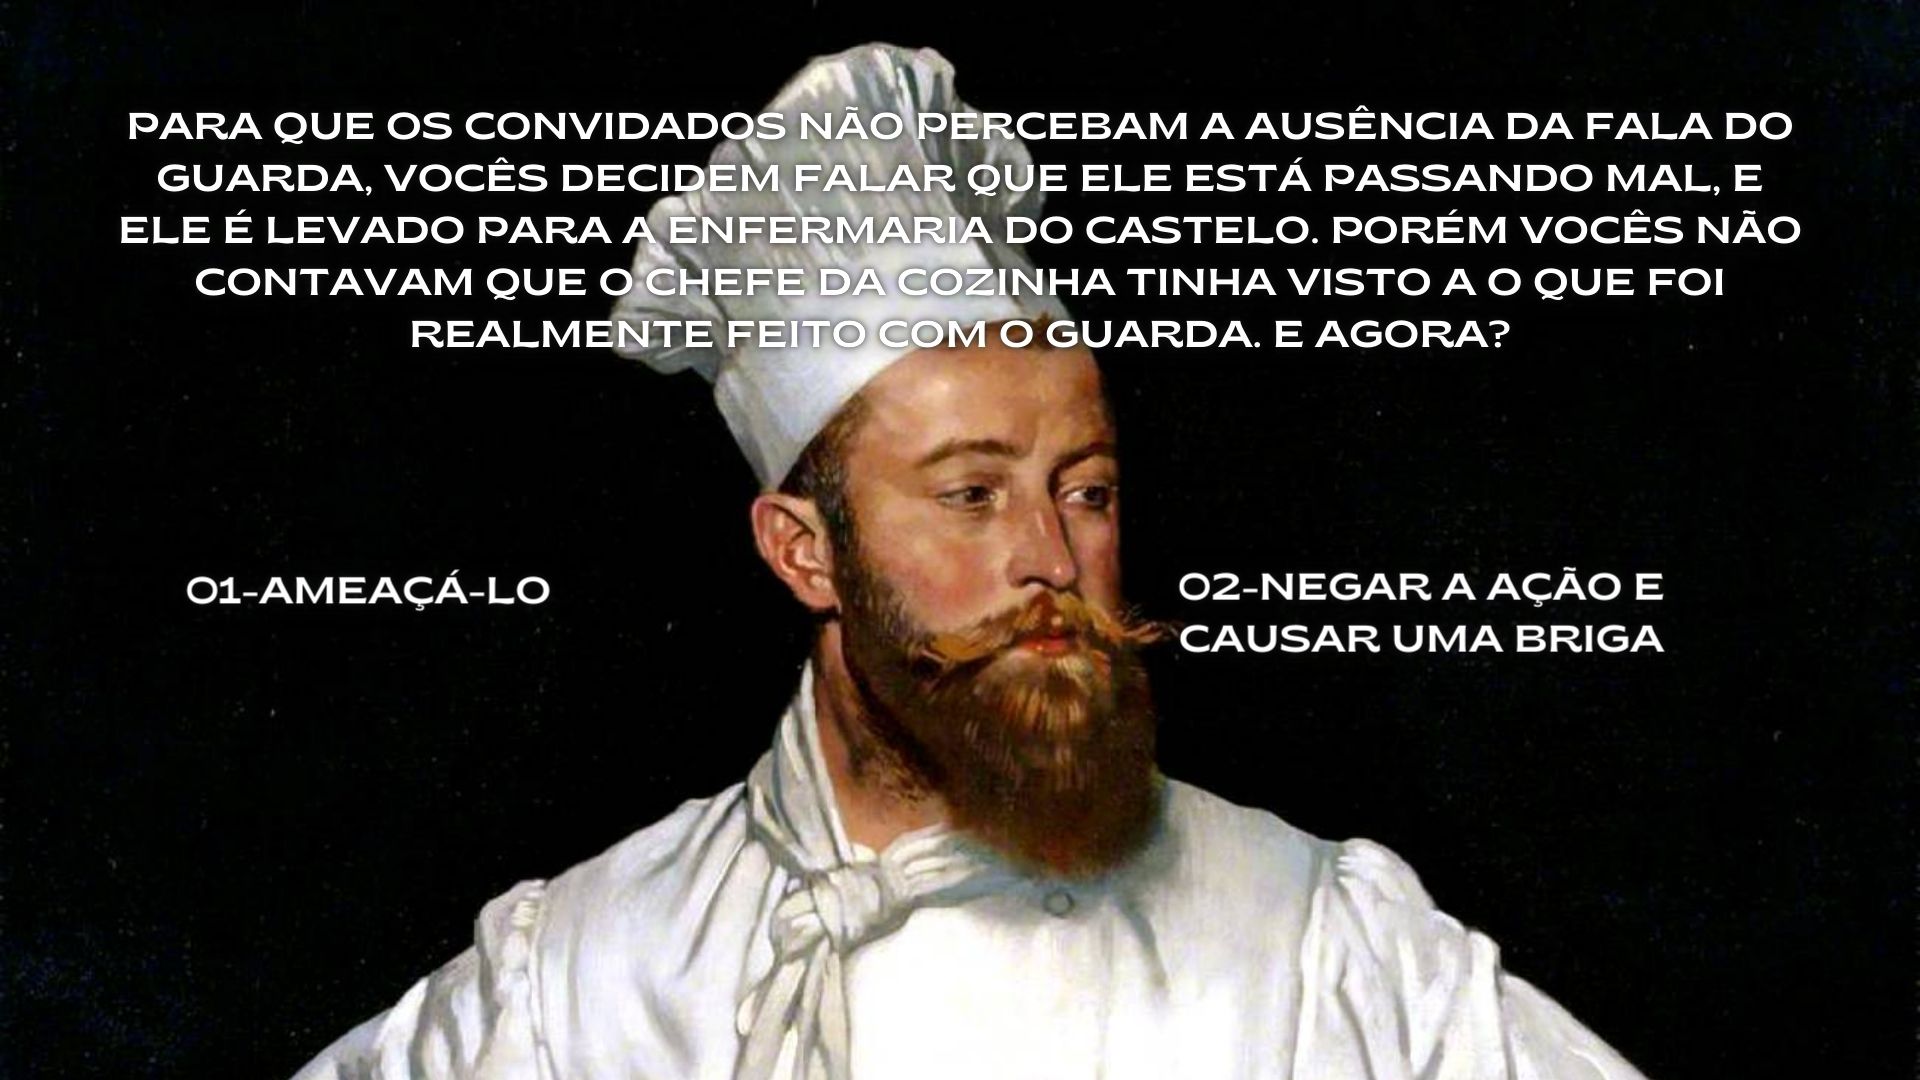 PARA QUE OS CONVIDADOS NÃO PERCEBAM A AUSÊNCIA DA FALA DO
GUARDA, VOCÊS DECIDEM FALAR QUE ELE ESTÁ PASSANDO MAL, E
ELE É LEVADO PARA A ENFERMARIA DO CASTELO. PORÉM VOCÊS NÃO
CONTAVAM QUE O CHEFE DA COZINHA TINHA VISTO A O QUE FOI
REALMENTE FEITO COM O GUARDA. E AGORA?
01-AMEAÇÁ-LO
02-NEGAR A AÇÃO E
CAUSAR UMA BRIGA